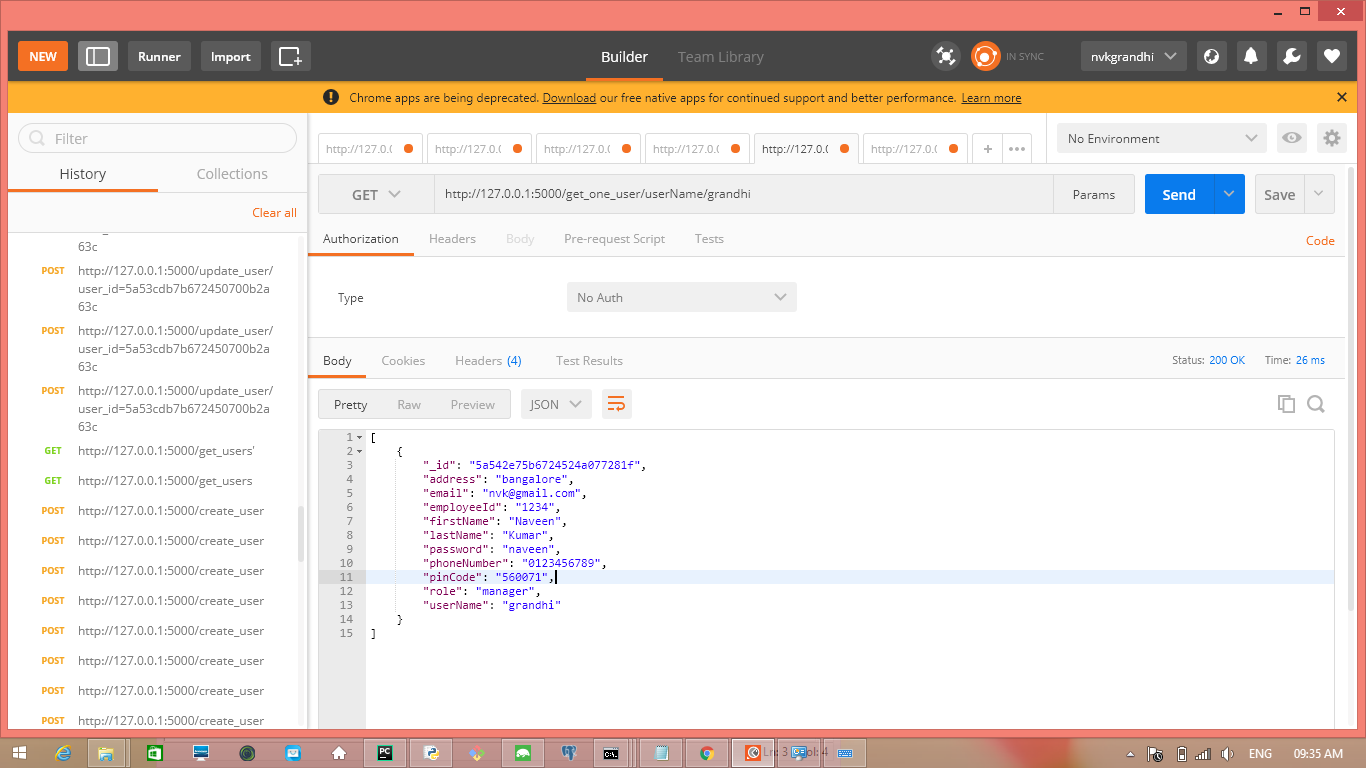 NEW
Runner
Import
Builder
Team Library
IN SYNC
nvkgrandhi
Chrome apps are being deprecated. Download our free native apps for continued support and better performance. Learn more
Filter
History
Collections
Clear all
63c
POST http://127.0.0.1:5000/update_user/
user_id=5a53cdb7b672450700b2a
63c
POST http://127.0.0.1:5000/update_user/
user_id=5a53cdb7b672450700b2a
63c
POST http://127.0.0.1:5000/update_user/
user_id=5a53cdb7b672450700b2a
63c
GET http://127.0.0.1:5000/get_users'
GET http://127.0.0.1:5000/get_users
POST http://127.0.0.1:5000/create_user
POST http://127.0.0.1:5000/create_user
POST http://127.0.0.1:5000/create_user
POST http://127.0.0.1:5000/create_user
POST http://127.0.0.1:5000/create_user
POST http://127.0.0.1:5000/create_user
POST http://127.0.0.1:5000/create_user
POST http://127.0.0.1:5000/create_user
http://127.0.( http://127.0.( http://127.0.( http://127.0.( http://127.0.( http://127.0.( + •••
No Environment
GET http://127.0.0.1:5000/get_one_user/userName/grandhi Params Send Save
Authorization Headers Body Pre-request Script Tests Code
Type No Auth
Body Cookies Headers (4) Test Results Status: 200 OK Time: 26 ms
Pretty Raw Preview JSON
1 [
2 {
3 "_id": "5a542e75b6724524a077281f",
4 "address": "bangalore",
5 "email": "nvk@gmail.com",
6 "employeeId": "1234",
7 "firstName": "Naveen",
8 "lastName": "Kumar",
9 "password": "naveen",
10 "phoneNumber": "0123456789",
11 "pinCode": "560071",
12 "role": "manager",
13 "userName": "grandhi"
14 }
15 ]
PC
ENG
09:35 AM